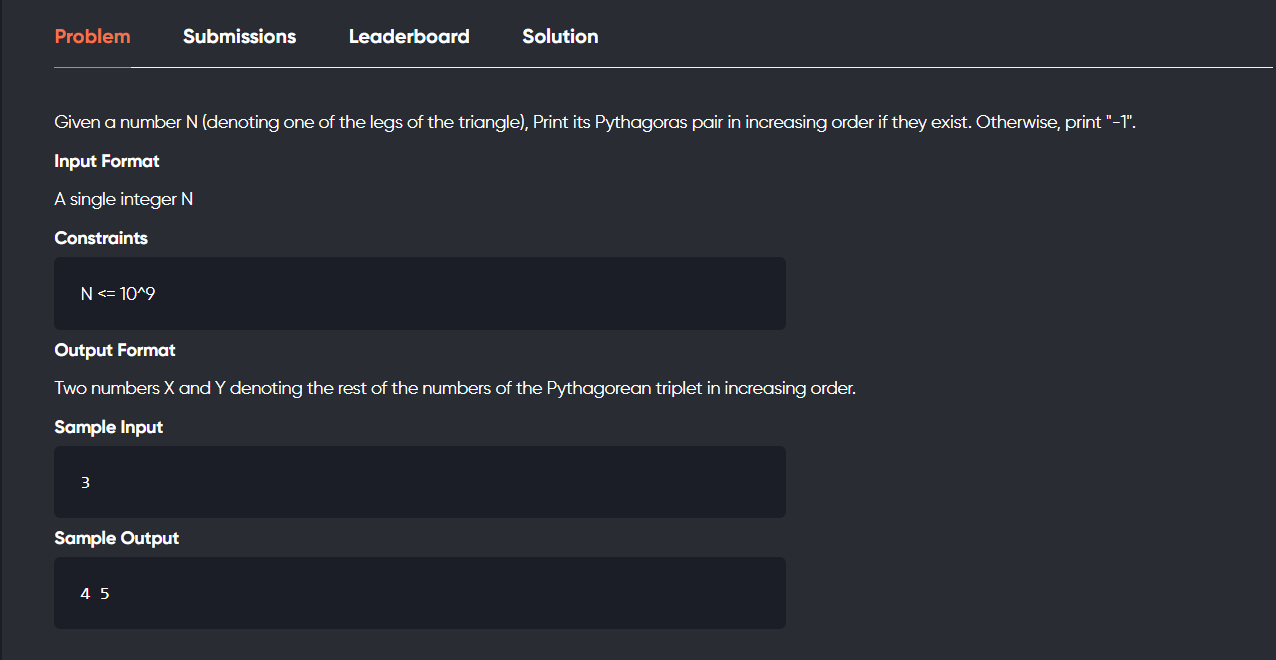 Problem Submissions Leaderboard Solution
Given a number N (denoting one of the legs of the triangle), Print its Pythagoras pair in increasing order if they exist. Otherwise, print "-1".
Input Format
A single integer N
Constraints
N <= 10^9
Output Format
Two numbers X and Y denoting the rest of the numbers of the Pythagorean triplet in increasing order.
Sample Input
3
Sample Output
4 5